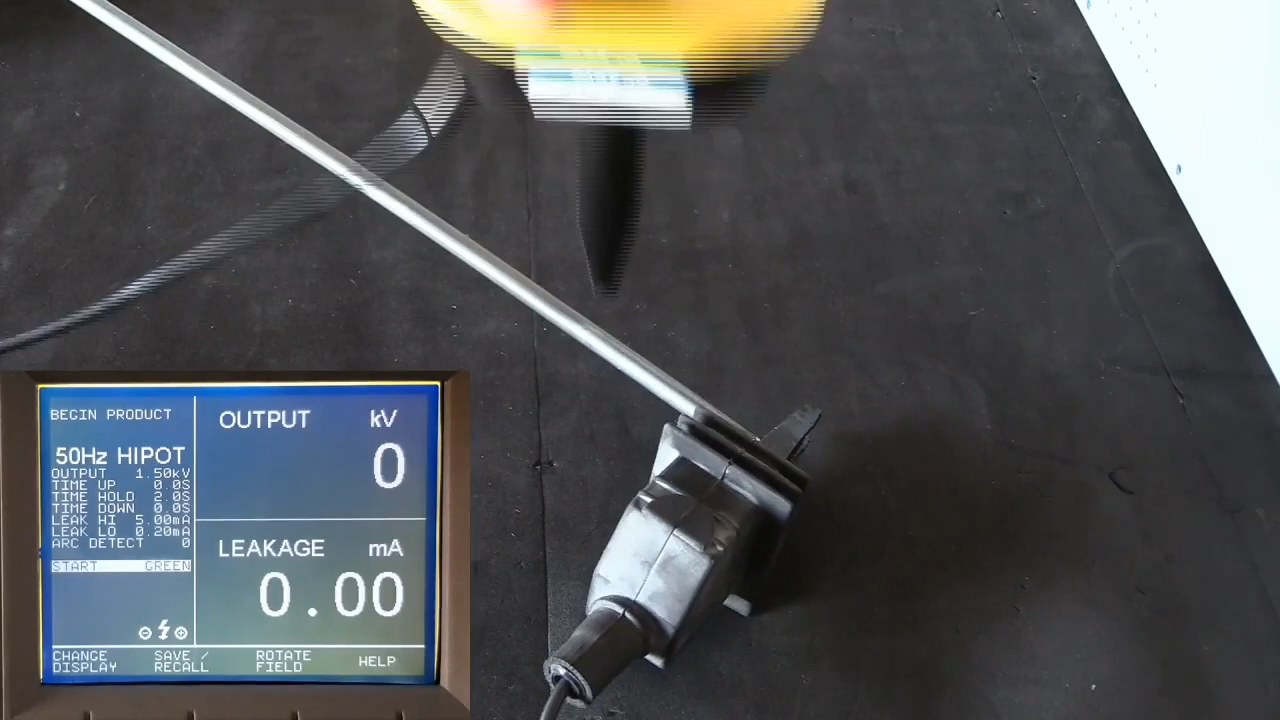 BEGIN PRODUCT
50Hz HIPOT
OUTPUT 1.50kV
TIME UP 0.0S
TIME HOLD 2.0S
TIME DOWN 0.0S
LEAK HI 5.00mA
LEAK LO 0.20mA
ARC DETECT 0
START GREEN
OUTPUT kV
0
LEAKAGE mA
0.00
CHANGE
DISPLAY
SAVE /
RECALL
ROTATE
FIELD
HELP